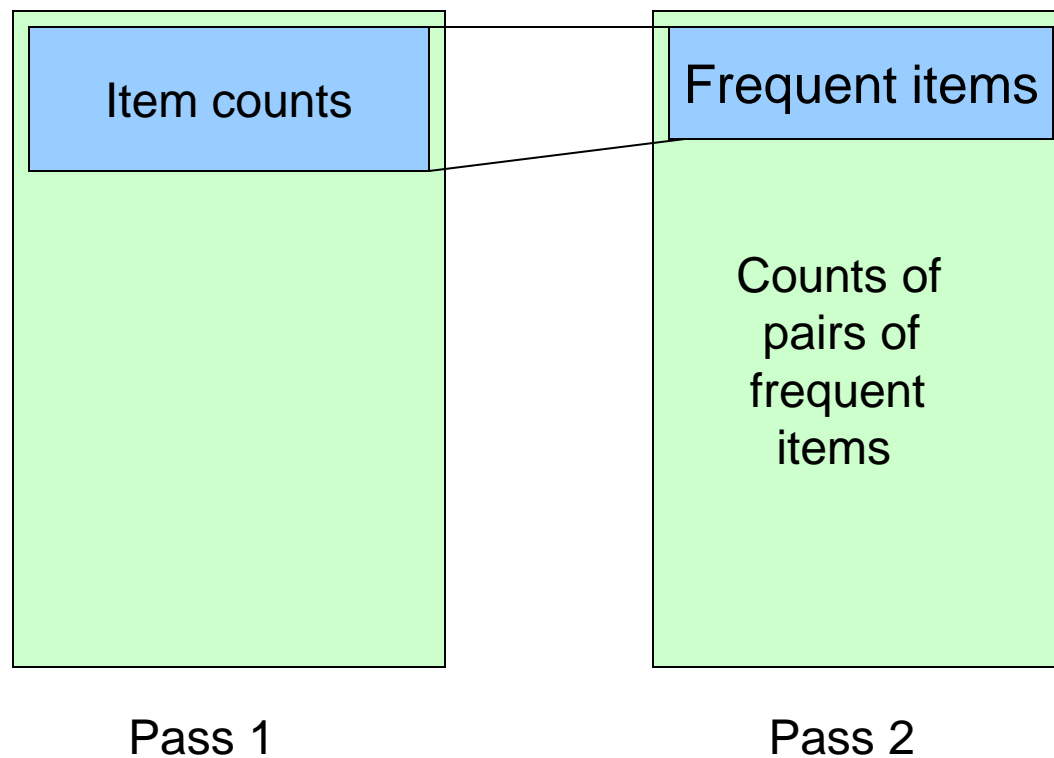 Item counts
Frequent items
Counts of
pairs of
frequent
items
Pass 1
Pass 2